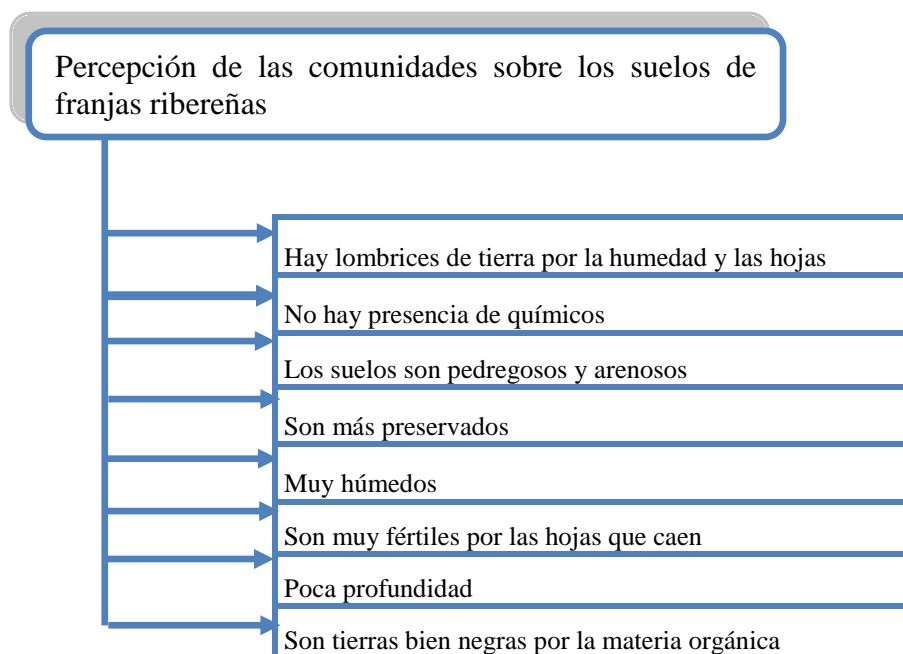 Percepción de las comunidades sobre los suelos de
franjas ribereñas
Hay lombrices de tierra por la humedad y las hojas
No hay presencia de químicos
Los suelos son pedregosos y arenosos
Son más preservados
Muy húmedos
Son muy fértiles por las hojas que caen
Poca profundidad
Son tierras bien negras por la materia orgánica